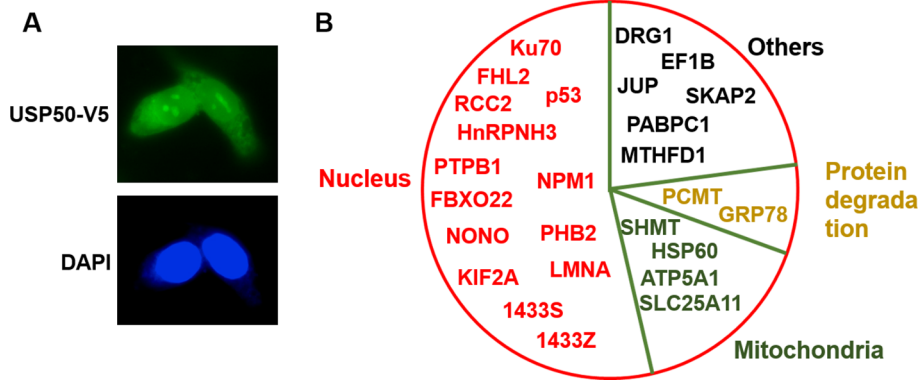 A
USP50-V5
DAPI
B
Nucleus
Ku70
FHL2
p53
RCC2
HnRPNH3
PTPB1
NPM1
FBXO22
NONO
PHB2
KIF2A
LMNA
1433S
1433Z
DRG1
Others
EF1B
JUP
SKAP2
PABPC1
MTHFD1
Protein
degrada
tion
PCMT
GRP78
SHMT
HSP60
ATP5A1
SLC25A11
Mitochondria